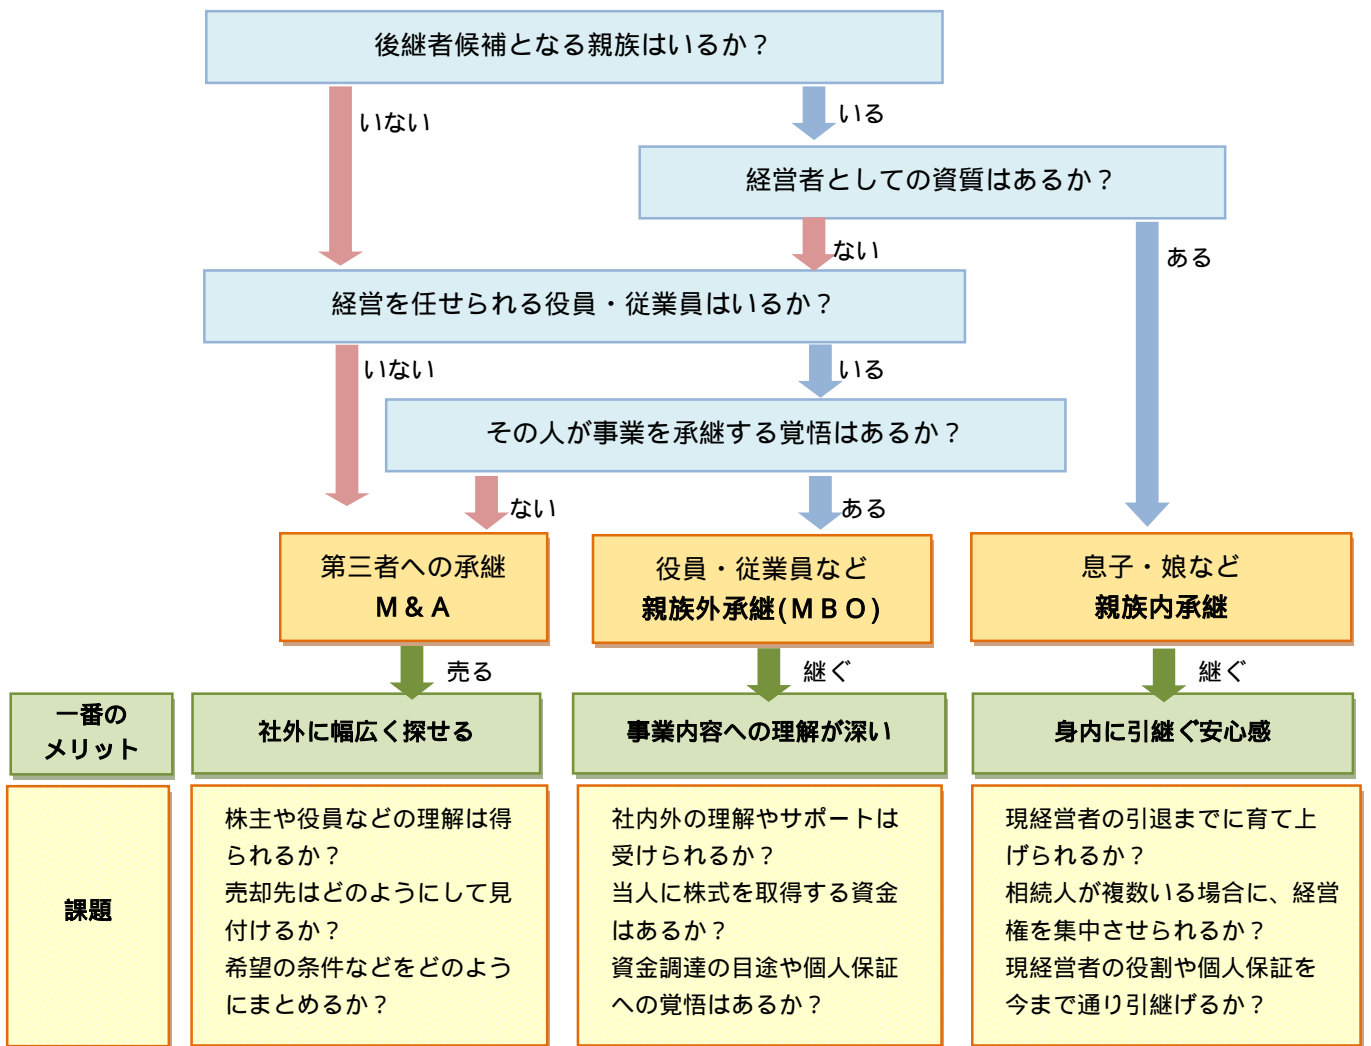 後継者候補となる親族はいるか？
いない
いる
経営者としての資質はあるか？
ない
ある
経営を任せられる役員・従業員はいるか？
いない
いる
その人が事業を承継する覚悟はあるか？
ない
ある
第三者への承継
Ｍ＆Ａ
役員・従業員など
親族外承継(ＭＢＯ)
息子・娘など
親族内承継
売る
継ぐ
継ぐ
一番の
メリット
社外に幅広く探せる
事業内容への理解が深い
身内に引継ぐ安心感
課題
株主や役員などの理解は得
られるか？
売却先はどのようにして見
付けるか？
希望の条件などをどのよう
にまとめるか？
社内外の理解やサポートは
受けられるか？
当人に株式を取得する資金
はあるか？
資金調達の目途や個人保証
への覚悟はあるか？
現経営者の引退までに育て上
げられるか？
相続人が複数いる場合に、経営
権を集中させられるか？
現経営者の役割や個人保証を
今まで通り引継げるか？